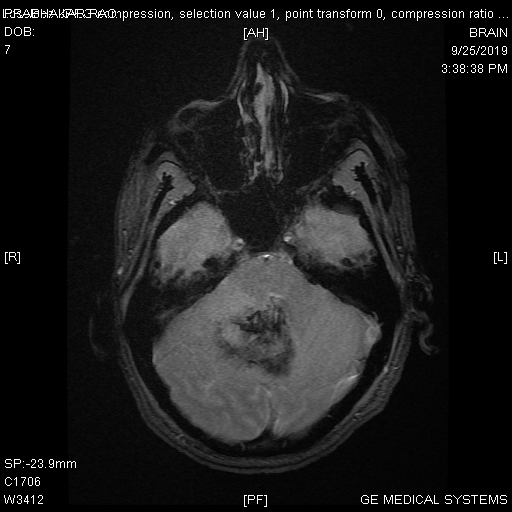 compression, selection value 1, point transform 0, compression ratio ...
DOB:
7
[AH]
BRAIN
9/25/2019
3:38:38 PM
[R]
[L]
SP:-23.9mm
C1706
W3412
[PF]
GE MEDICAL SYSTEMS